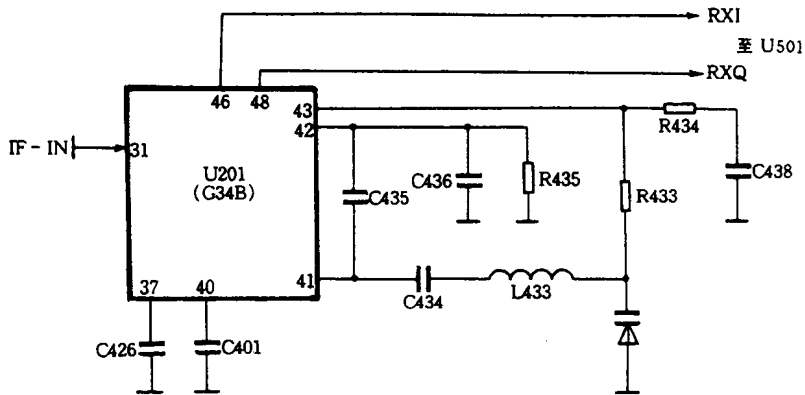 RXI
至 U501
RXQ
46
48
43
42
R434
IF-IN
31
U201
(G34B)
C435
C436
R435
R433
C438
37
40
41
C434
L433
C426
C401